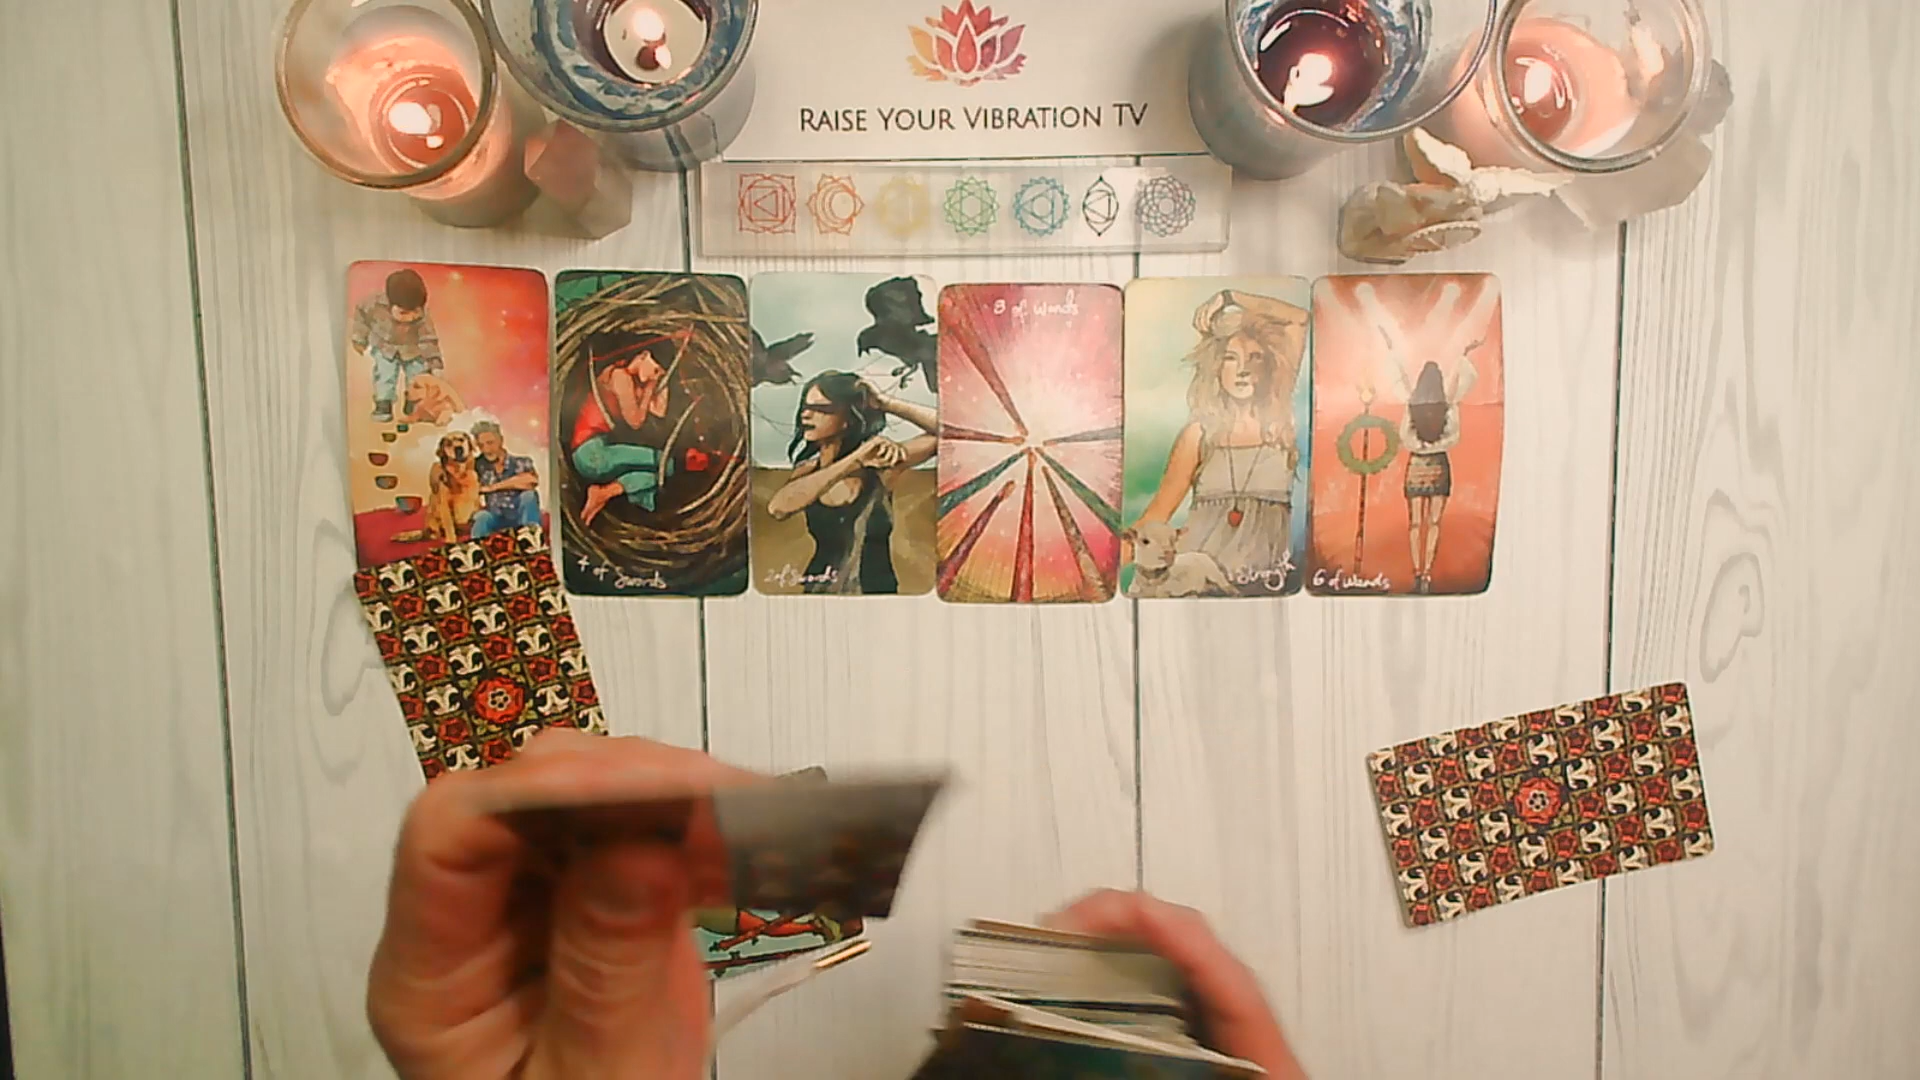 RAISE YOUR VIBRATION TV
8 of Wands
4 of Swords
2 of Swords
Strength
6 of Wands